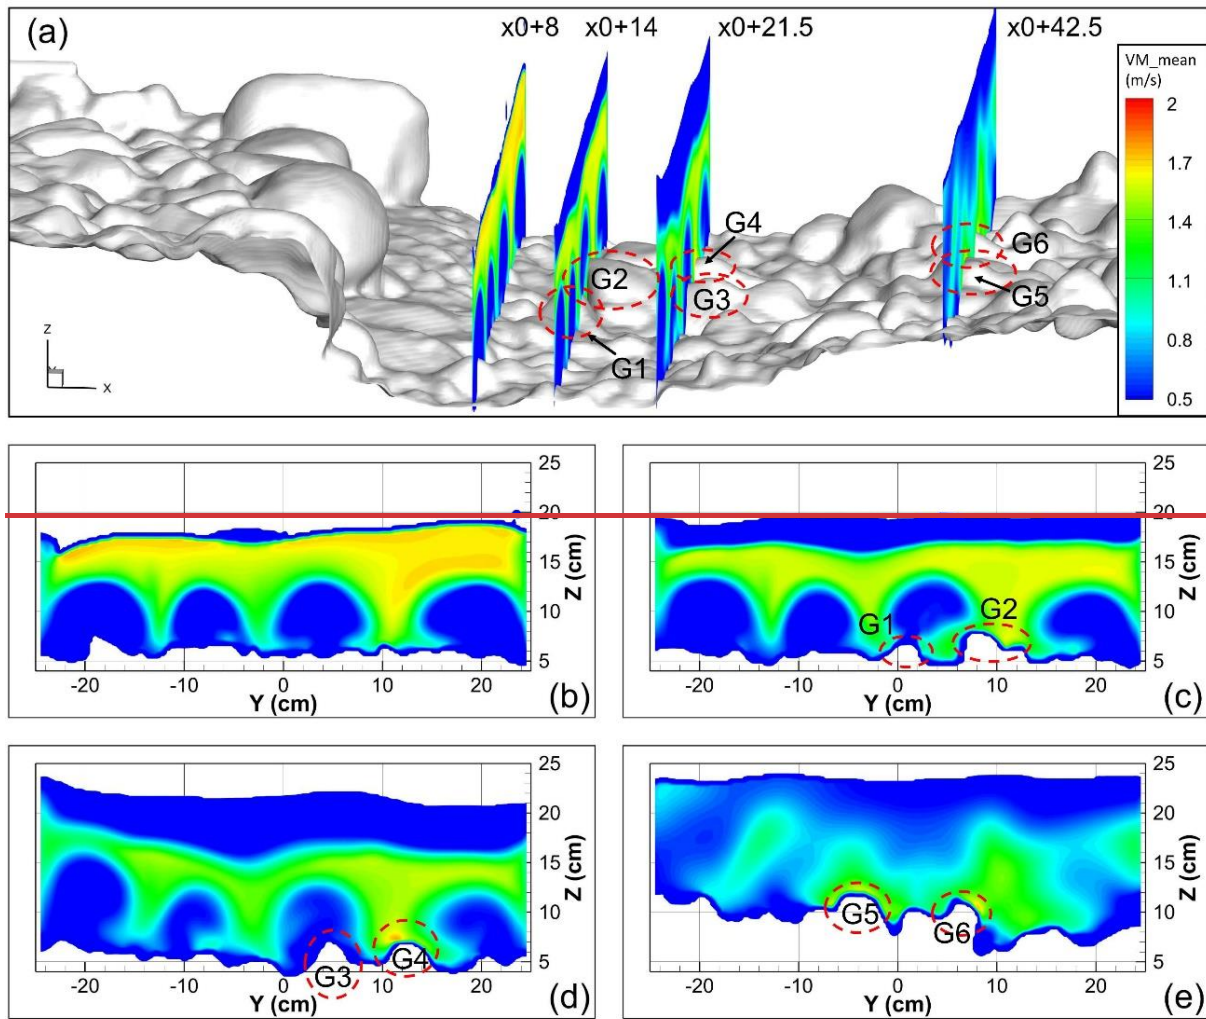 (a)
x0+8 x0+14 x0+21.5 x0+42.5
VM_mean
(m/s)
2
1.7
1.4
1.1
0.8
0.5
G4
G6
G2
G3
G5
G1
z
x
25
20
15
10
5
Z (cm)
-20 -10 0 10 20
Y (cm)
(b)
25
20
15
10
5
Z (cm)
G1
G2
-20 -10 0 10 20
Y (cm)
(c)
25
20
15
10
5
Z (cm)
G3
G4
-20 -10 0 10 20
Y (cm)
(d)
25
20
15
10
5
Z (cm)
G5
G6
-20 -10 0 10 20
Y (cm)
(e)